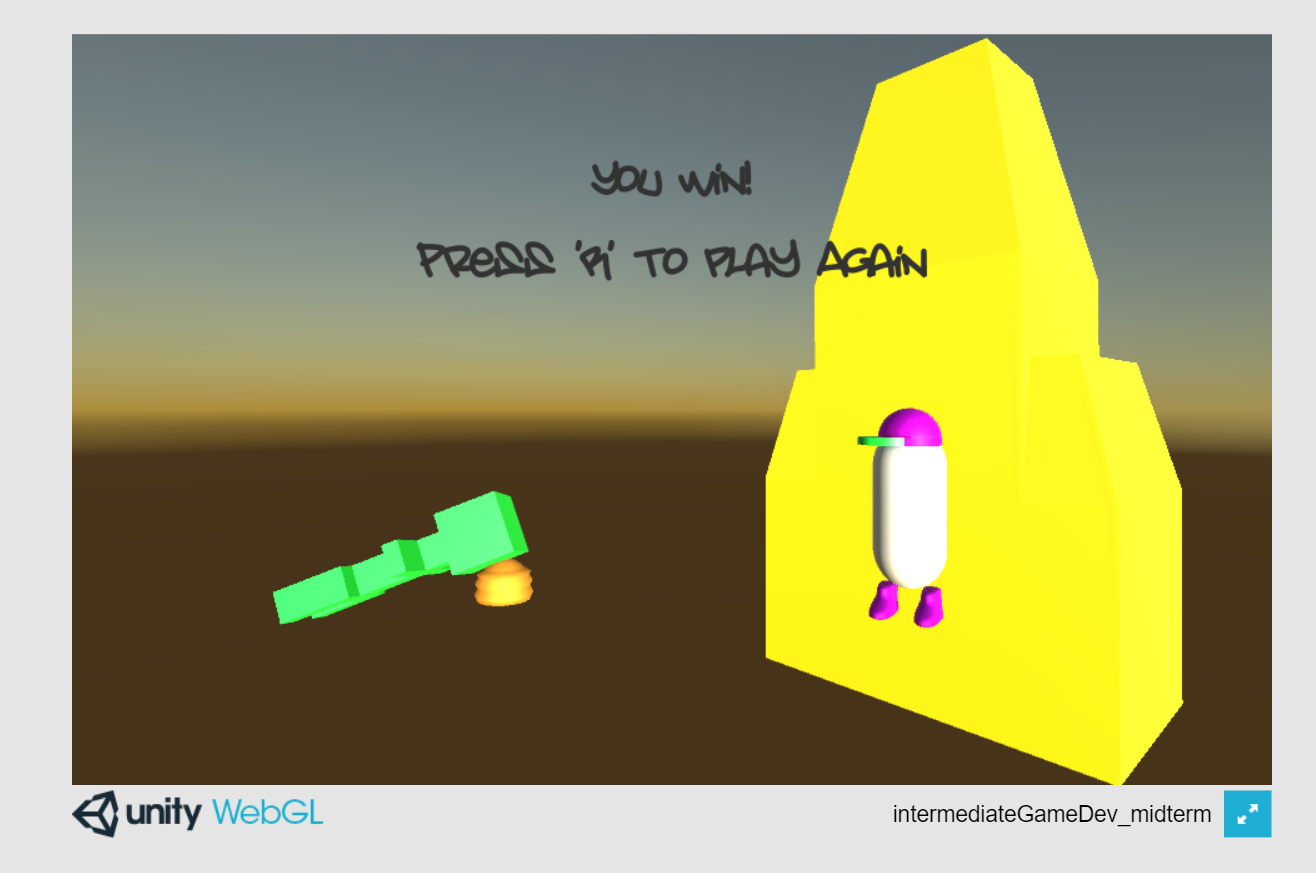 YOU WiN!
PReSS 'R' TO PLAY AGAiN
unity WebGL
intermediateGameDev_midterm